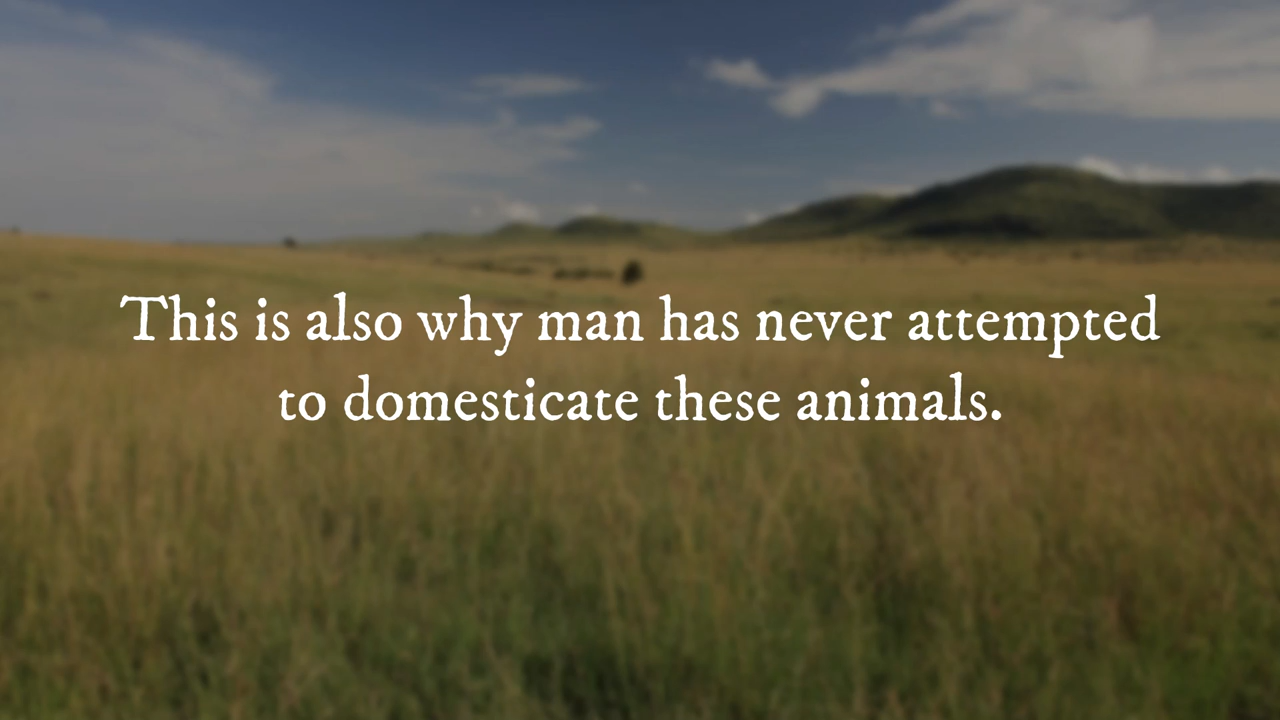 This is also why man has never attempted
to domesticate these animals.